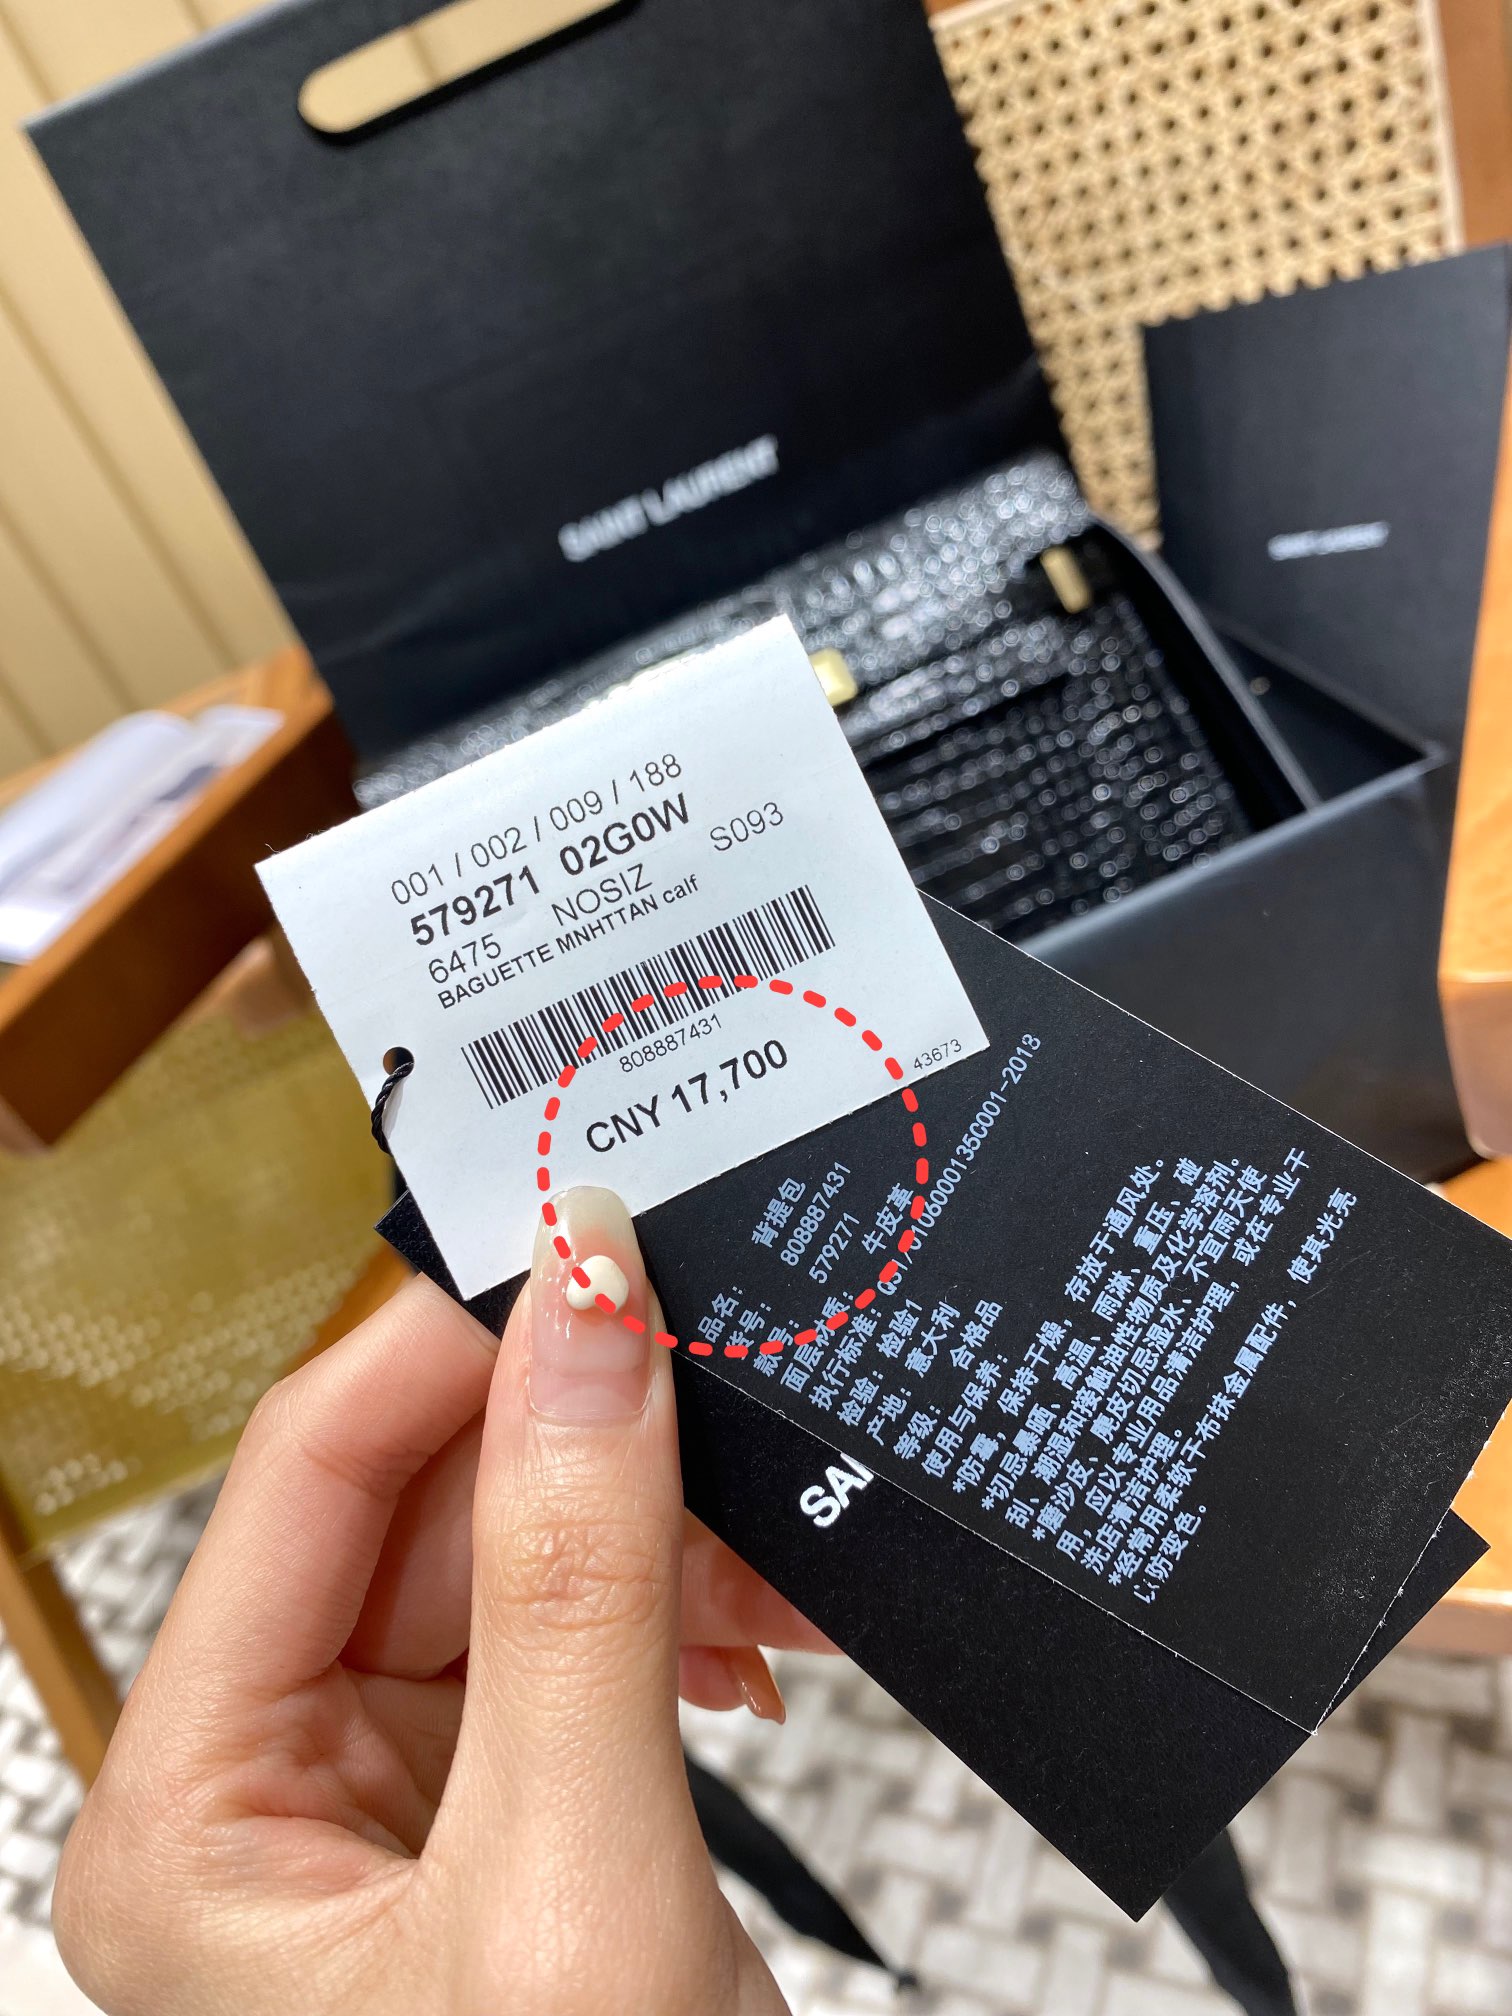 SAINT LAURENT
SAINT LAURENT
001 / 002 / 009 / 188
579271 02G0W
6475 NOSIZ S093
BAGUETTE MNHTTAN calf
808887431
CNY 17,700
43673
品名： 背提包
货号： 808887431
款号： 579271
面层材质： 牛皮革
执行标准： Q31/0106000135C001-2018
检验： 检验1
产地： 意大利
等级： 合格品
使用与保养：
*防霉，保持干燥，存放于通风处。
*切忌暴晒、高温、雨淋、重压、碰
刮、潮湿和接触油性物质及化学溶剂。
*磨沙皮、麂皮切忌湿水、不宜雨天使
用，应以专业用品清洁护理，或在专业干
洗店清洁护理。
*经常用柔软干布抹金属配件，使其光亮
以防变色。
SAI